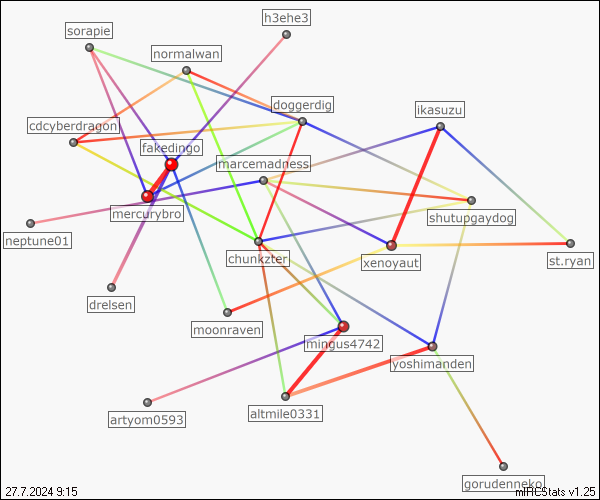 h3ehe3
sorapie
normalwan
doggerdig
ikasuzu
cdcyberdragon
fakedingo
marcemadness
mercurybro
shutupgaydog
neptune01
chunkzter
xenoyaut
st.ryan
drelsen
moonraven
mingus4742
yoshimanden
artyom0593
altmile0331
gorudenneko
27.7.2024 9:15
mIRCStats v1.25